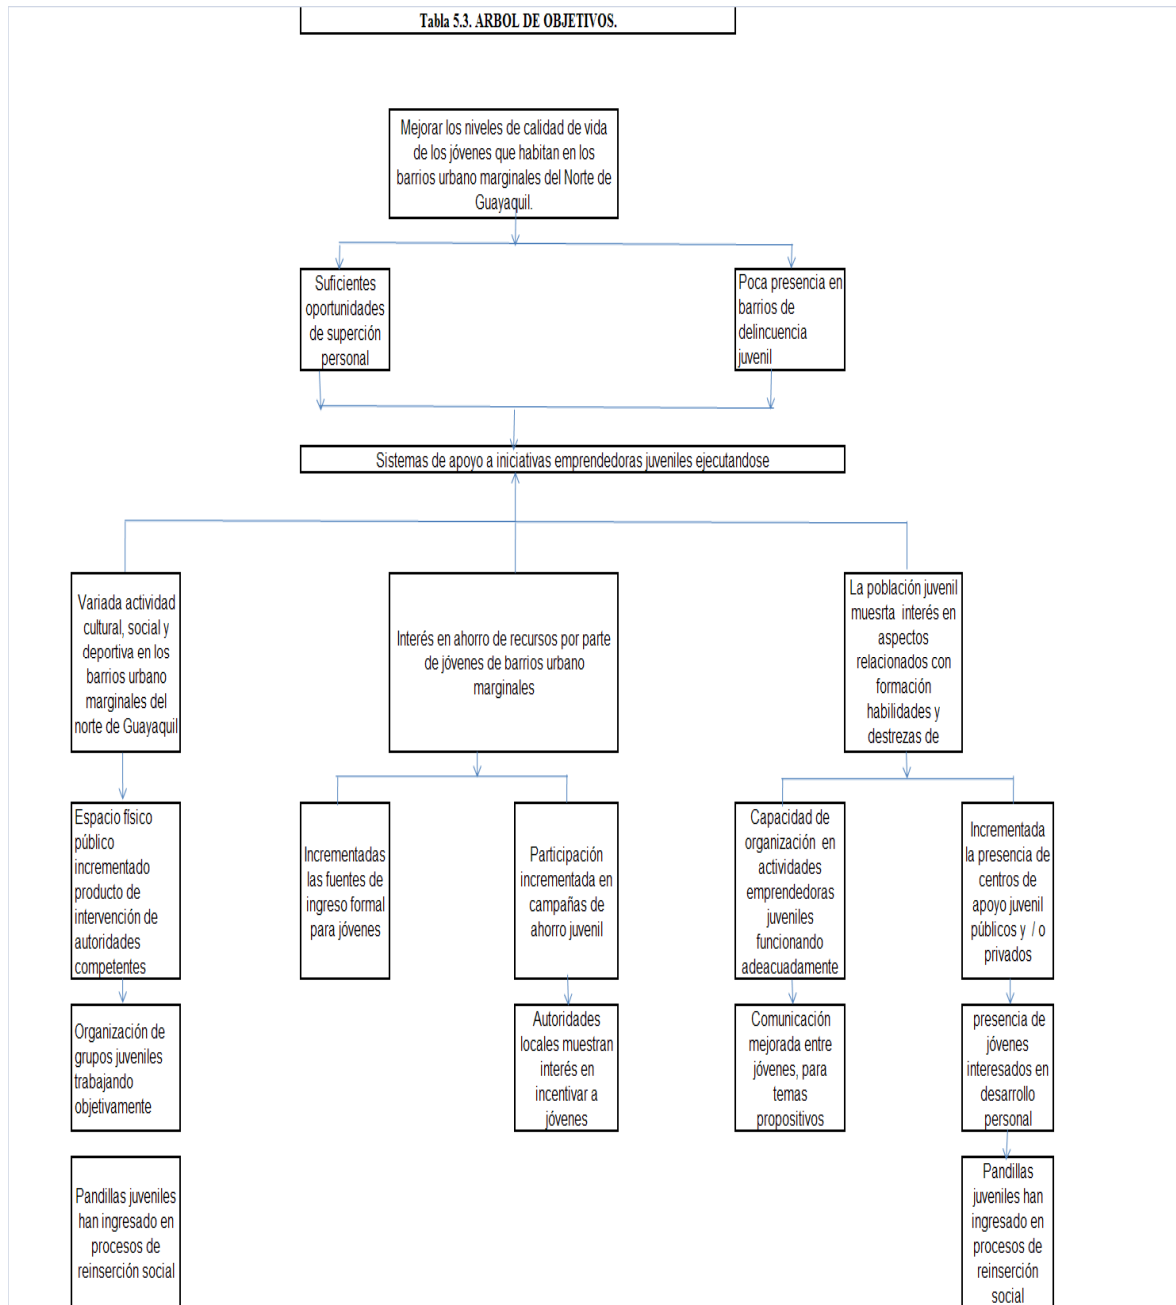 Tabla 5.3. ARBOL DE OBJETIVOS.
Mejorar los niveles de calidad de vida
de los jóvenes que habitan en los
barrios urbano marginales del Norte de
Guayaquil.
Suficientes
oportunidades
de superción
personal
Poca presencia en
barrios de
delincuencia
juvenil
Sistemas de apoyo a iniciativas emprendedoras juveniles ejecutandose
Variada actividad
cultural, social y
deportiva en los
barrios urbano
marginales del
norte de Guayaquil
Interés en ahorro de recursos por parte
de jóvenes de barrios urbano
marginales
La población juvenil
muesrta interés en
aspectos
relacionados con
formación
habilidades y
destrezas de
Espacio físico
público
incrementado
producto de
intervención de
autoridades
competentes
Incrementadas
las fuentes de
ingreso formal
para jóvenes
Participación
incrementada en
campañas de
ahorro juvenil
Capacidad de
organización en
actividades
emprendedoras
juveniles
funcionando
adeacuadamente
Incrementada
la presencia de
centros de
apoyo juvenil
públicos y / o
privados
Organización de
grupos juveniles
trabajando
objetivamente
Autoridades
locales muestran
interés en
incentivar a
jóvenes
Comunicación
mejorada entre
jóvenes, para
temas
propositivos
presencia de
jóvenes
interesados en
desarrollo
personal
Pandillas juveniles
han ingresado en
procesos de
reinserción social
Pandillas
juveniles han
ingresado en
procesos de
reinserción
social